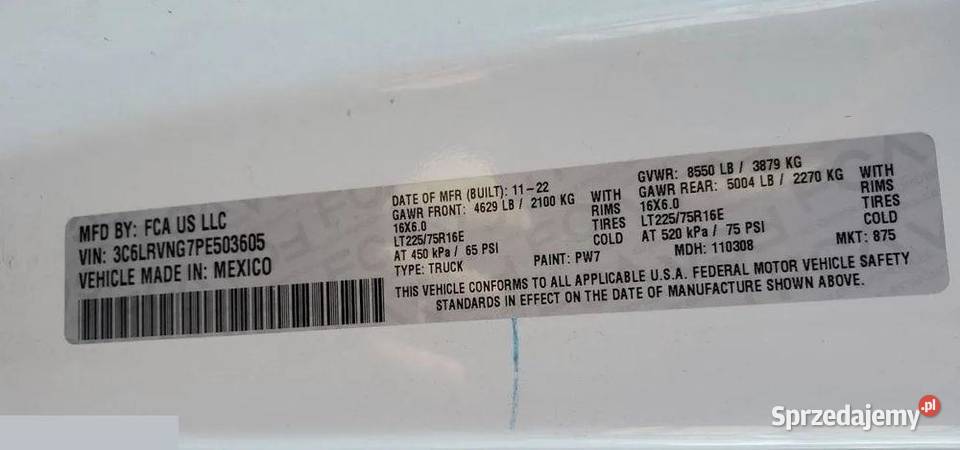 MFD BY: FCA US LLC
VIN: 3C6LRVNG7PE503605
VEHICLE MADE IN: MEXICO
DATE OF MFR (BUILT): 11-22
GAWR FRONT: 4629 LB / 2100 KG WITH
16X6.0 RIMS
LT225/75R16E TIRES
AT 450 kPa / 65 PSI COLD
TYPE: TRUCK PAINT: PW7
GVWR: 8550 LB / 3879 KG
GAWR REAR: 5004 LB / 2270 KG WITH
16X6.0 RIMS
LT225/75R16E TIRES
AT 520 kPa / 75 PSI COLD
MDH: 110308 MKT: 875
THIS VEHICLE CONFORMS TO ALL APPLICABLE U.S.A. FEDERAL MOTOR VEHICLE SAFETY
STANDARDS IN EFFECT ON THE DATE OF MANUFACTURE SHOWN ABOVE.
Sprzedajemy.pl